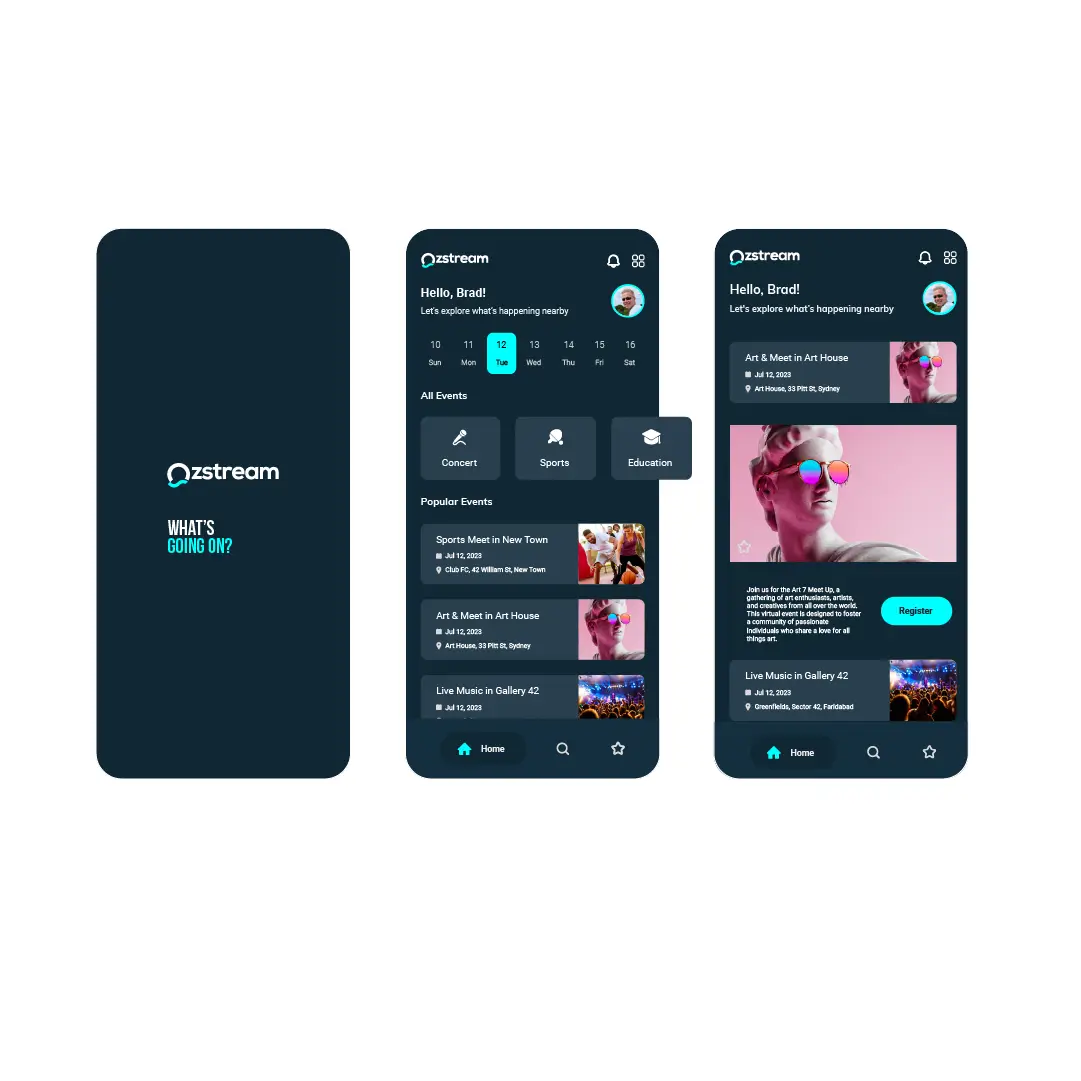 Ozstream
WHAT'S
GOING ON?
Ozstream
Hello, Brad!
Let's explore what's happening nearby
10 11 12 13 14 15 16
Sun Mon Tue Wed Thu Fri Sat
All Events
Concert Sports Education
Popular Events
Sports Meet in New Town
Jul 12, 2023
Club FC, 42 William St, New Town
Art & Meet in Art House
Jul 12, 2023
Art House, 33 Pitt St, Sydney
Live Music in Gallery 42
Jul 12, 2023
Home
Ozstream
Hello, Brad!
Let's explore what's happening nearby
Art & Meet in Art House
Jul 12, 2023
Art House, 33 Pitt St, Sydney
Join us for the Art 7 Meet Up, a
gathering of art enthusiasts, artists,
and creatives from all over the world.
This virtual event is designed to foster
a community of passionate
individuals who share a love for all
things art.
Register
Live Music in Gallery 42
Jul 12, 2023
Greenfields, Sector 42, Faridabad
Home